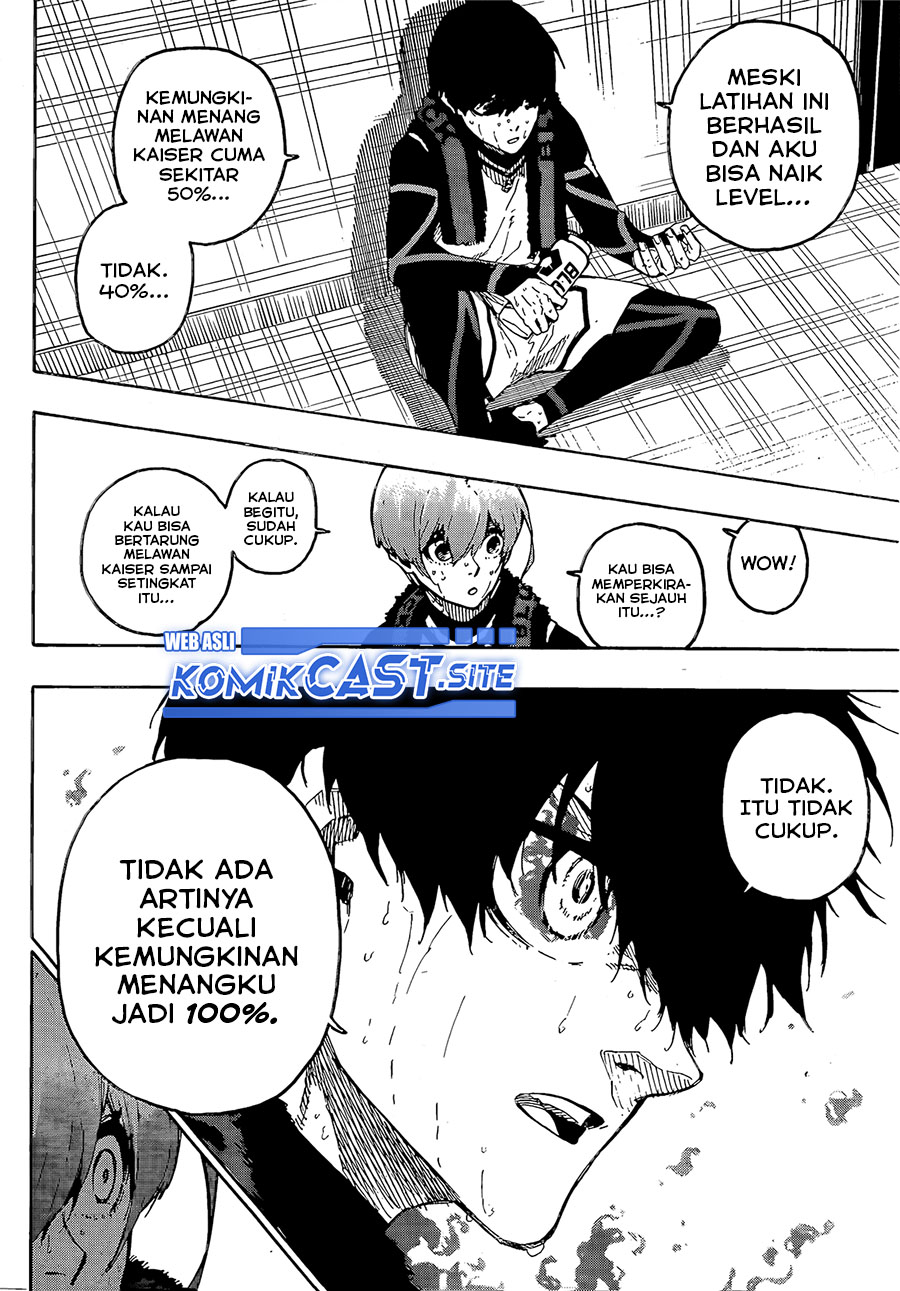 MESKI
LATIHAN INI
BERHASIL
DAN AKU
BISA NAIK
LEVEL...
KEMUNGKI-
NAN MENANG
MELAWAN
KAISER CUMA
SEKITAR
50%...
TIDAK.
40%...
WOW!
KAU BISA
MEMPERKIRA-
KAN SEJAUH
ITU...?
KALAU
BEGITU,
SUDAH
CUKUP.
KALAU
KAU BISA
BERTARUNG
MELAWAN
KAISER SAMPAI
SETINGKAT
ITU...
WEB ASLI
KOMIKCAST.SITE
TIDAK.
ITU TIDAK
CUKUP.
TIDAK ADA
ARTINYA
KECUALI
KEMUNGKINAN
MENANGKU
JADI 100%.